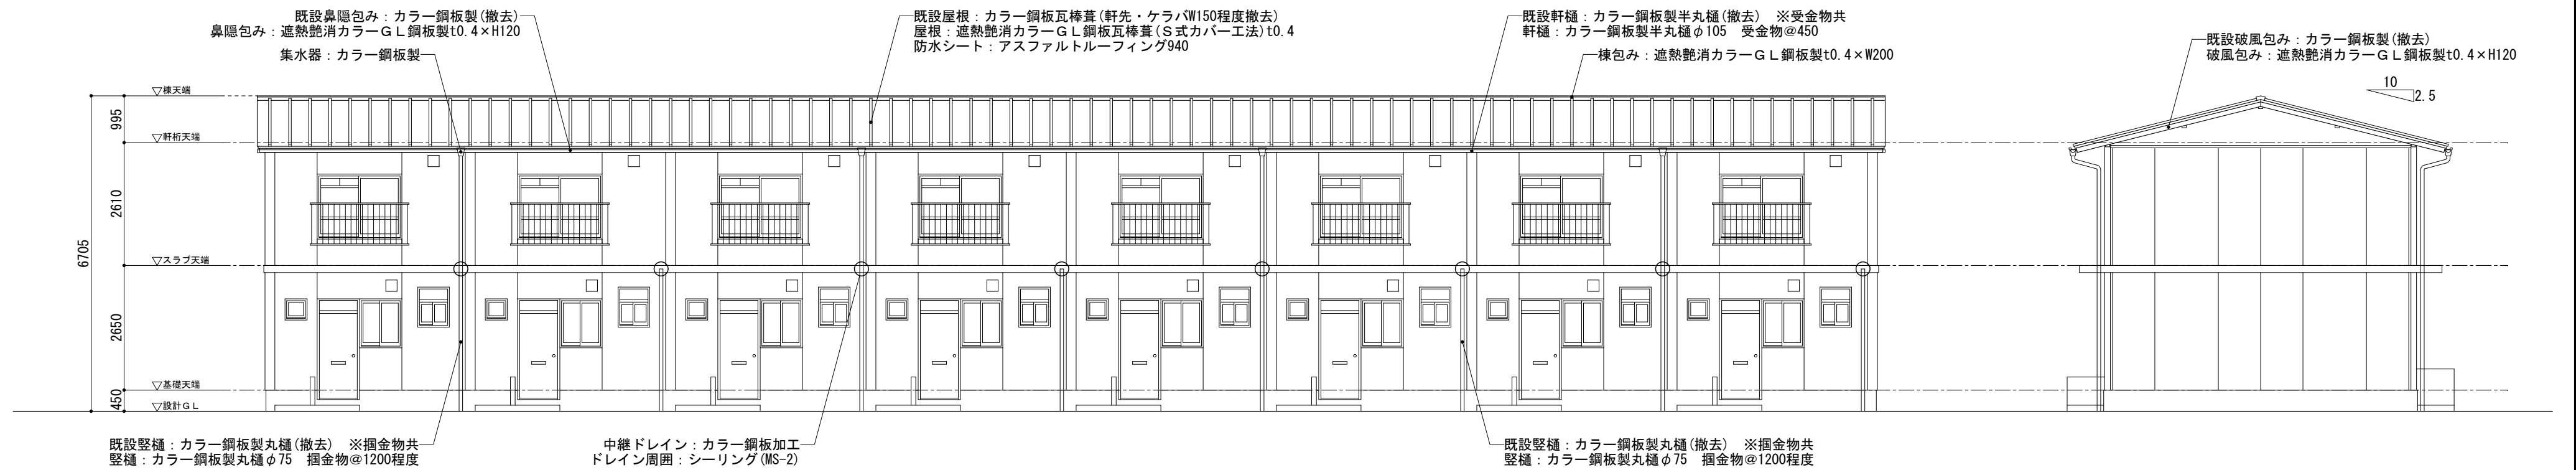 既設鼻隠包み：カラー鋼板製(撤去)
鼻隠包み：遮熱艶消カラーＧＬ鋼板製t0.4×H120
集水器：カラー鋼板製
既設屋根：カラー鋼板瓦棒葺(軒先・ケラバW150程度撤去)
屋根：遮熱艶消カラーＧＬ鋼板瓦棒葺(Ｓ式カバー工法)t0.4
防水シート：アスファルトルーフィング940
既設軒樋：カラー鋼板製半丸樋(撤去)　※受金物共
軒樋：カラー鋼板製半丸樋φ105　受金物@450
棟包み：遮熱艶消カラーＧＬ鋼板製t0.4×W200
既設破風包み：カラー鋼板製(撤去)
破風包み：遮熱艶消カラーＧＬ鋼板製t0.4×H120
10
2.5
▽棟天端
995
▽軒桁天端
2610
6705
▽スラブ天端
2650
▽基礎天端
450
▽設計ＧＬ
既設竪樋：カラー鋼板製丸樋(撤去)　※掴金物共
竪樋：カラー鋼板製丸樋φ75　掴金物@1200程度
中継ドレイン：カラー鋼板加工
ドレイン周囲：シーリング(MS-2)
既設竪樋：カラー鋼板製丸樋(撤去)　※掴金物共
竪樋：カラー鋼板製丸樋φ75　掴金物@1200程度